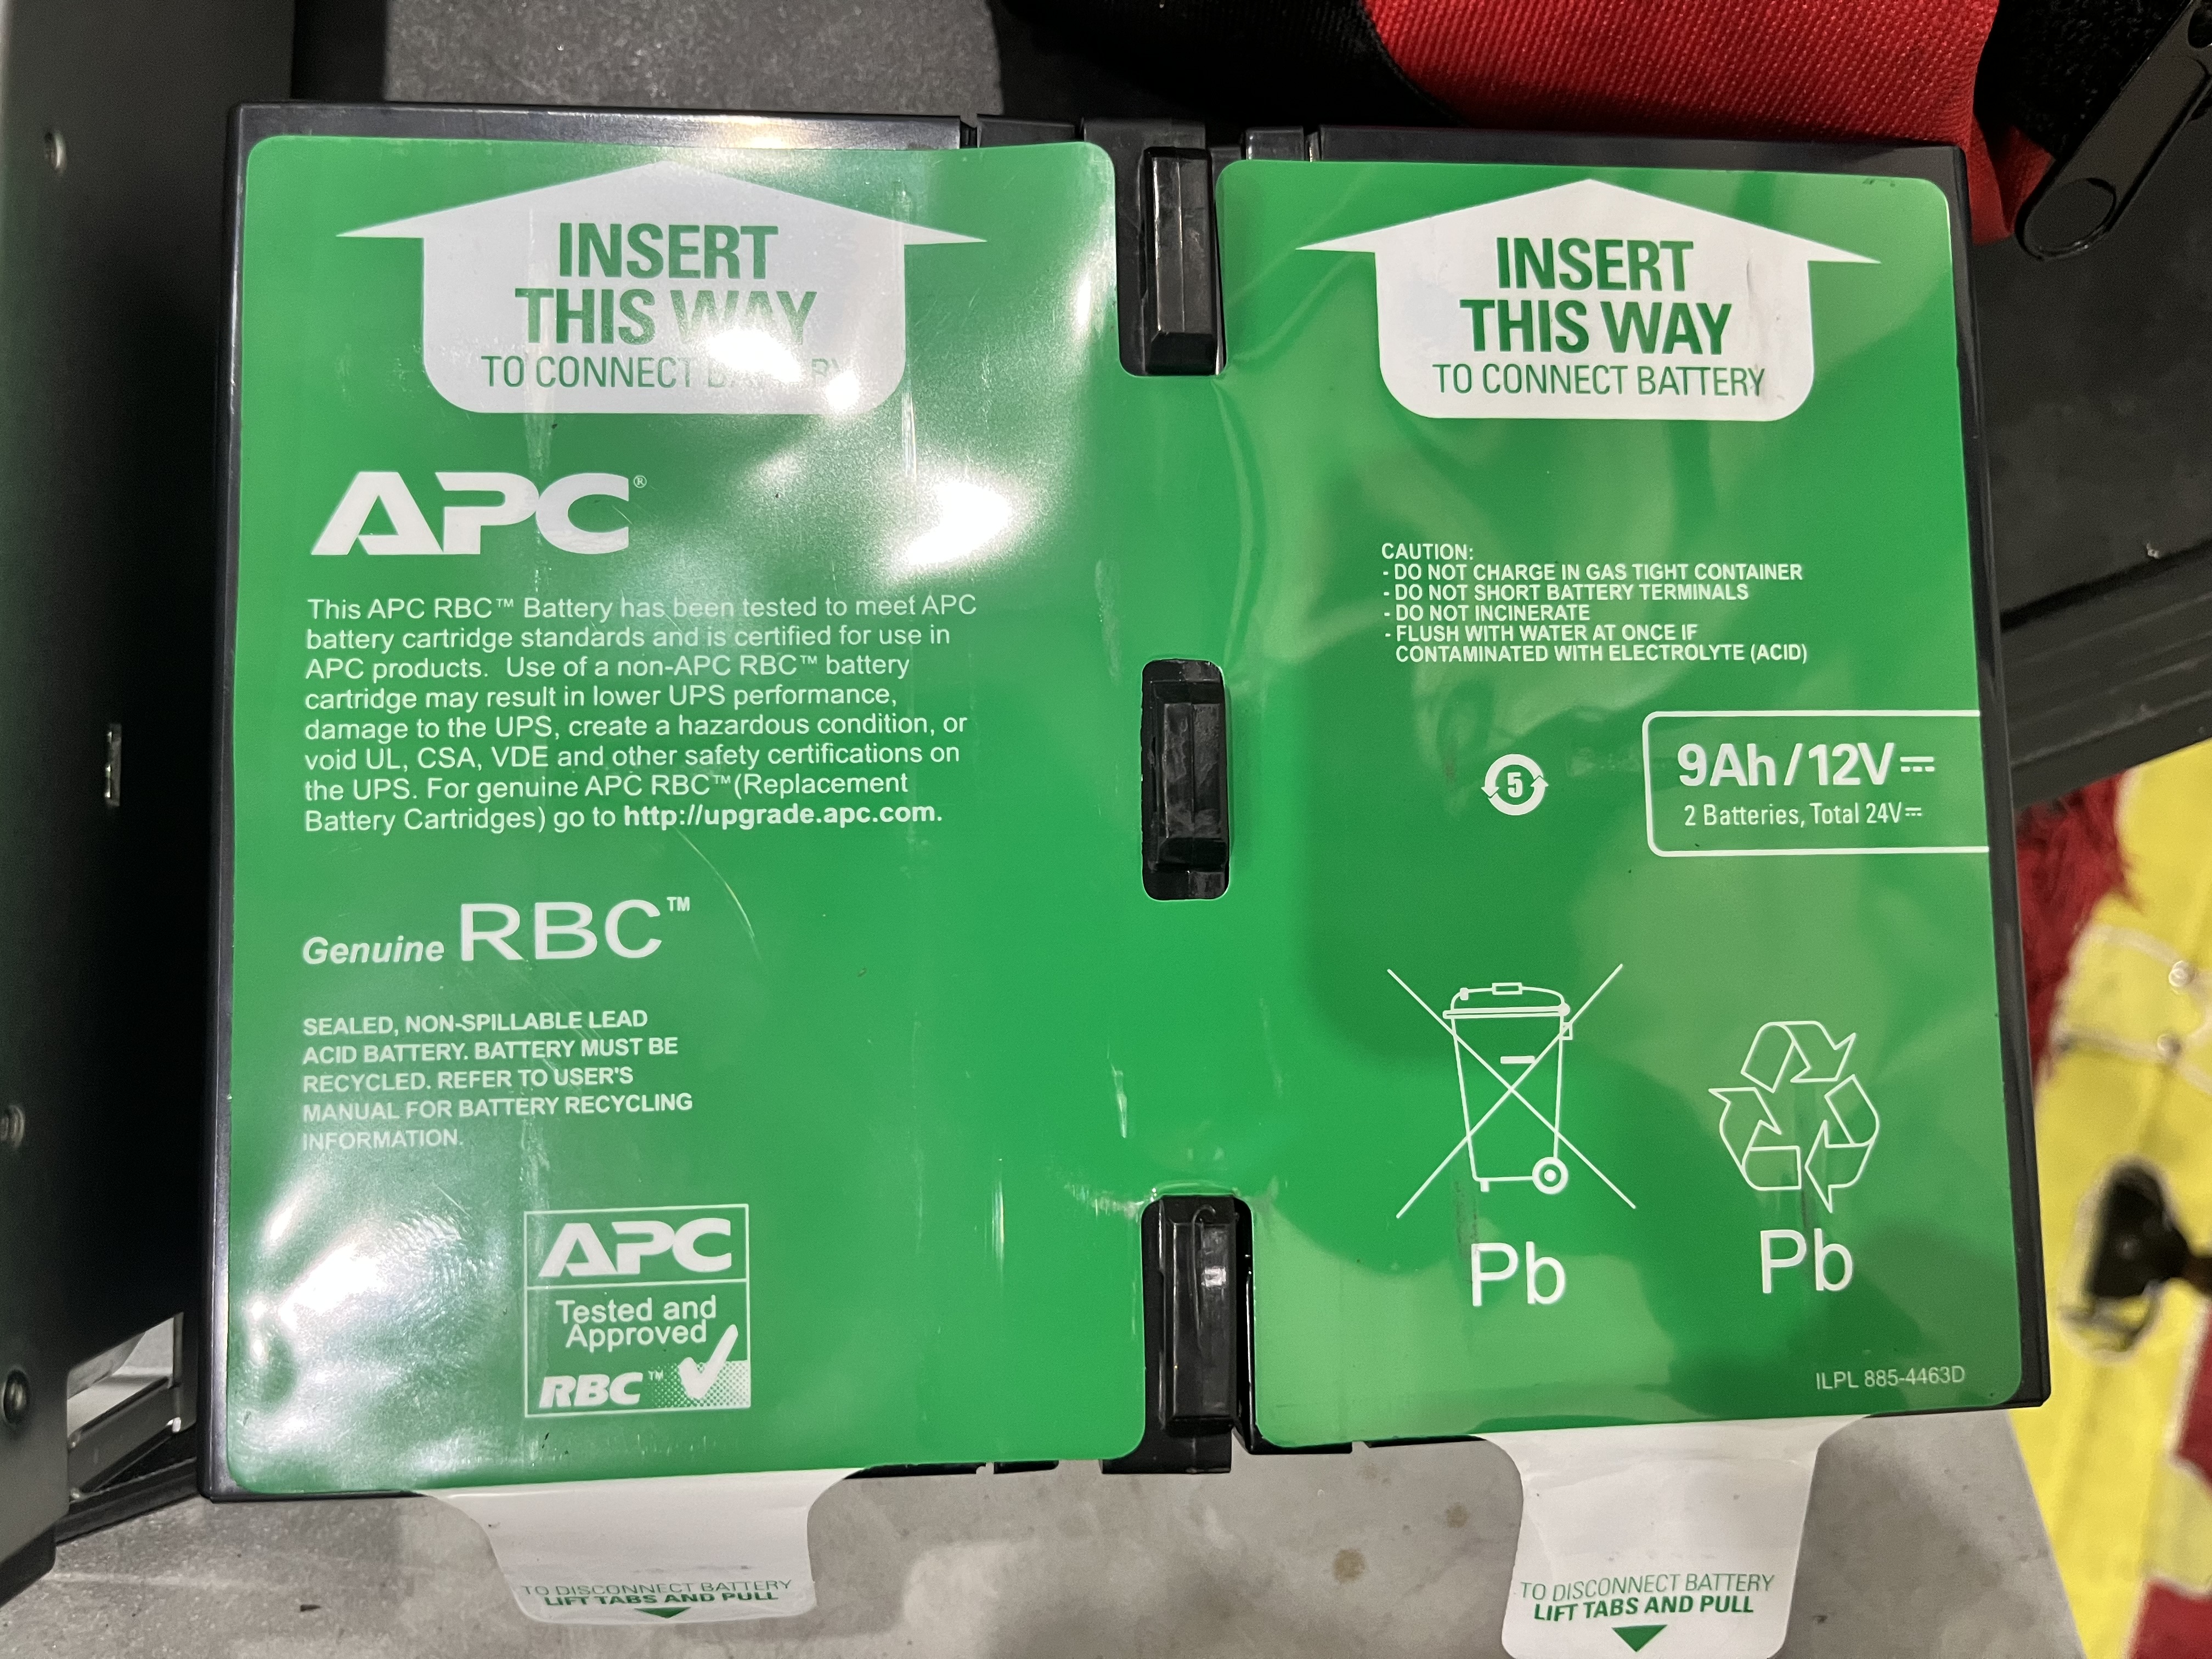 INSERT
THIS WAY
TO CONNECT
APC®
This APC RBC™ Battery has been tested to meet APC
battery cartridge standards and is certified for use in
APC products. Use of a non-APC RBC™ battery
cartridge may result in lower UPS performance,
damage to the UPS, create a hazardous condition, or
void UL, CSA, VDE and other safety certifications on
the UPS. For genuine APC RBC™ (Replacement
Battery Cartridges) go to http://upgrade.apc.com.
Genuine RBC™
SEALED, NON-SPILLABLE LEAD
ACID BATTERY. BATTERY MUST BE
RECYCLED. REFER TO USER'S
MANUAL FOR BATTERY RECYCLING
INFORMATION.
APC
Tested and
Approved
RBC™
TO DISCONNECT BATTERY
LIFT TABS AND PULL
INSERT
THIS WAY
TO CONNECT BATTERY
CAUTION:
- DO NOT CHARGE IN GAS TIGHT CONTAINER
- DO NOT SHORT BATTERY TERMINALS
- DO NOT INCINERATE
- FLUSH WITH WATER AT ONCE IF
CONTAMINATED WITH ELECTROLYTE (ACID)
5
9Ah/12V⎓
2 Batteries, Total 24V⎓
Pb
Pb
ILPL 885-4463D
TO DISCONNECT BATTERY
LIFT TABS AND PULL